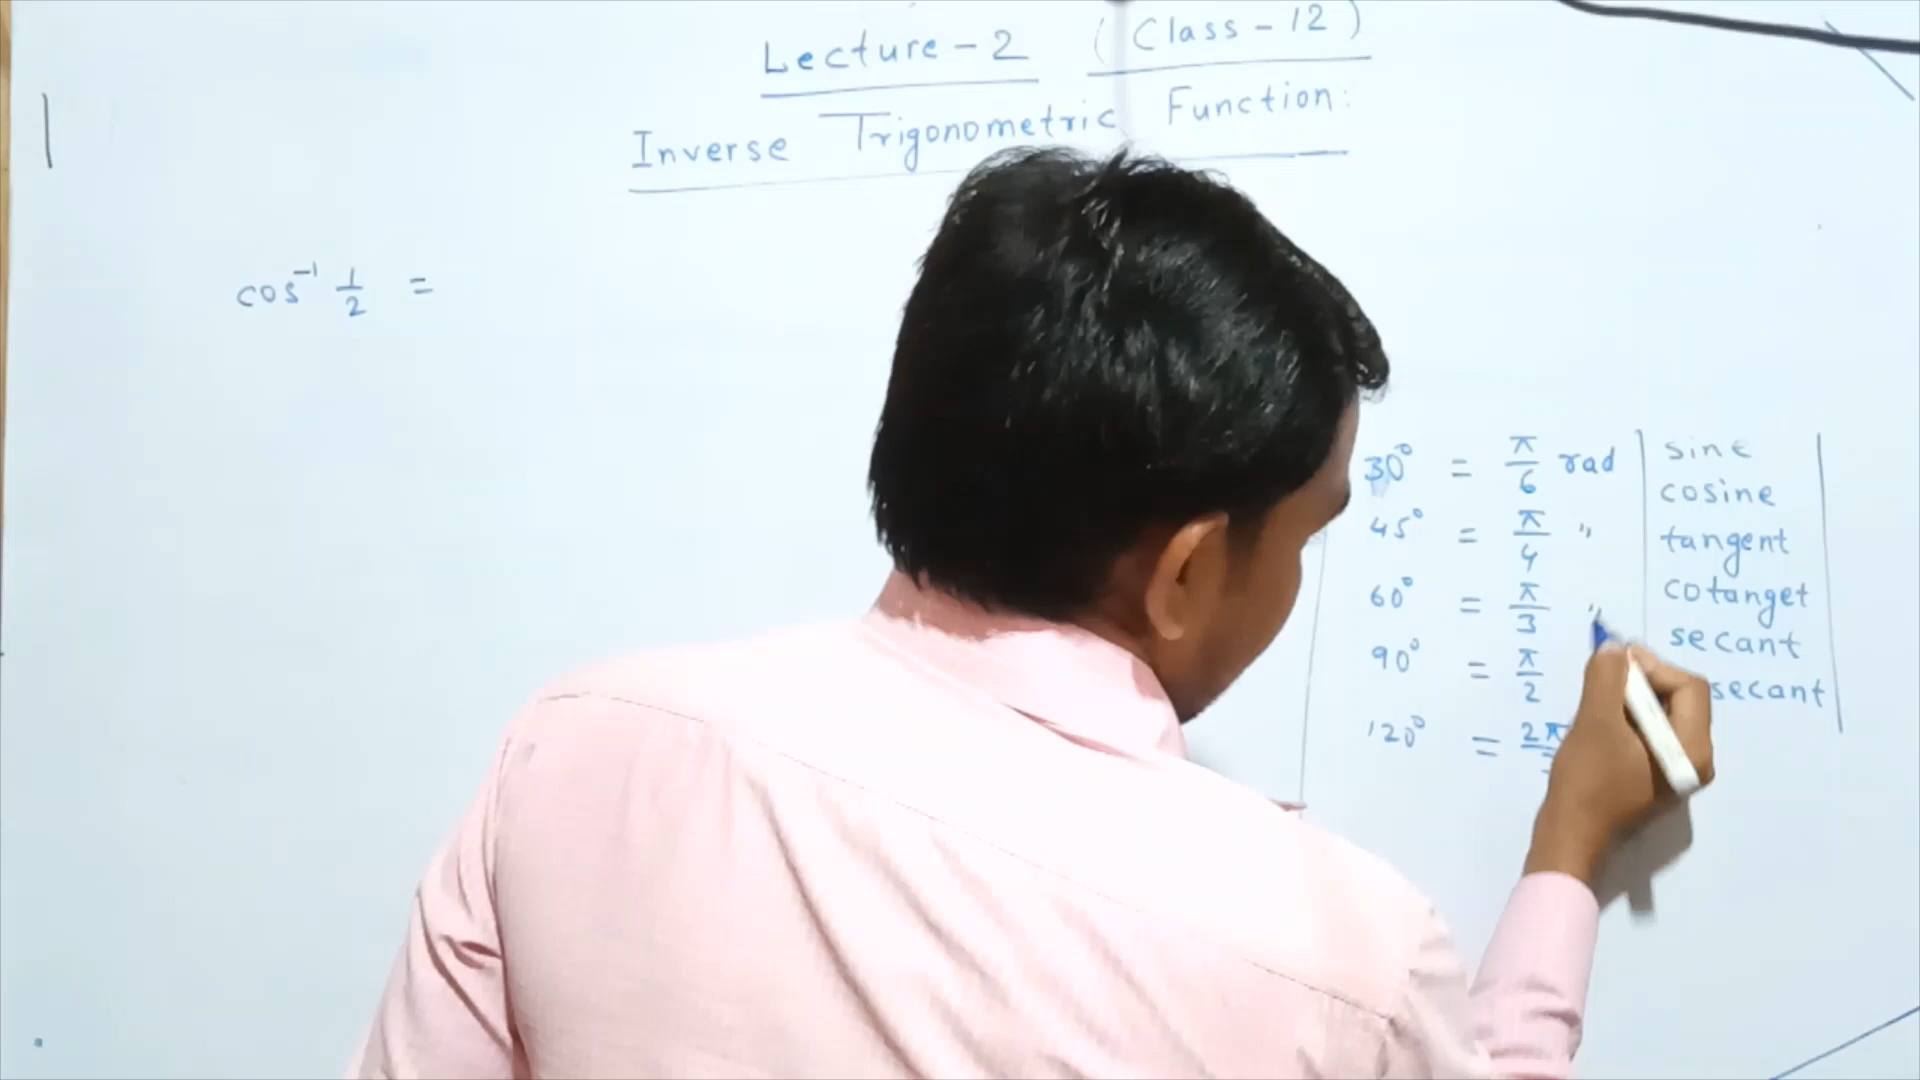 Lecture - 2 (Class - 12)
Inverse Trigonometric Function:
cos⁻¹ 1/2 =
30° = π/6 rad
45° = π/4 "
60° = π/3 "
90° = π/2
120° = 2π
sine
cosine
tangent
cotanget
secant
secant